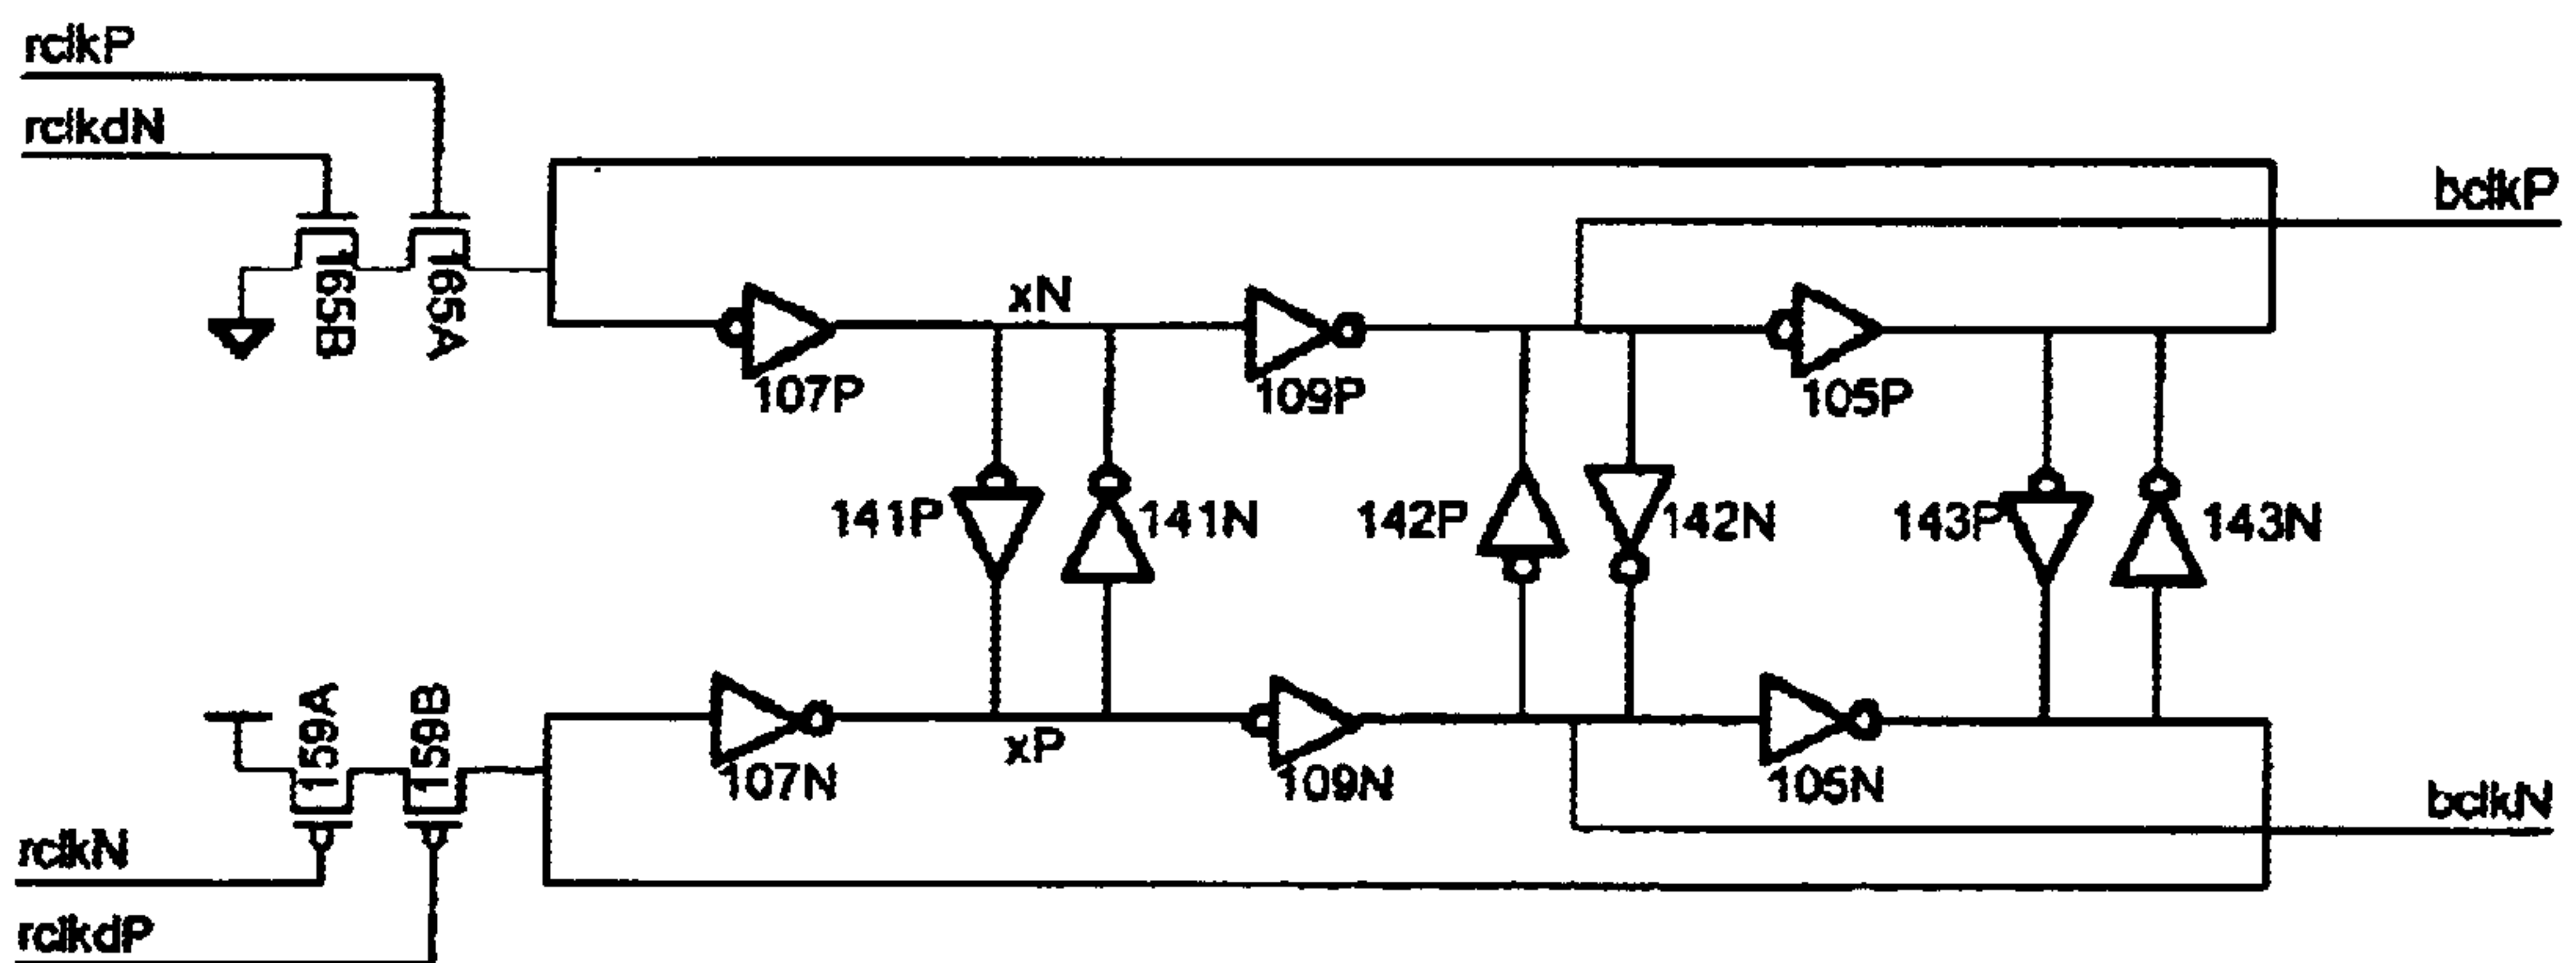 rclkP
rclkdN
bclkP
165B
165A
xN
107P
109P
105P
141P
141N
142P
142N
143P
143N
159A
159B
xP
107N
109N
105N
bclkN
rclkN
rclkdP